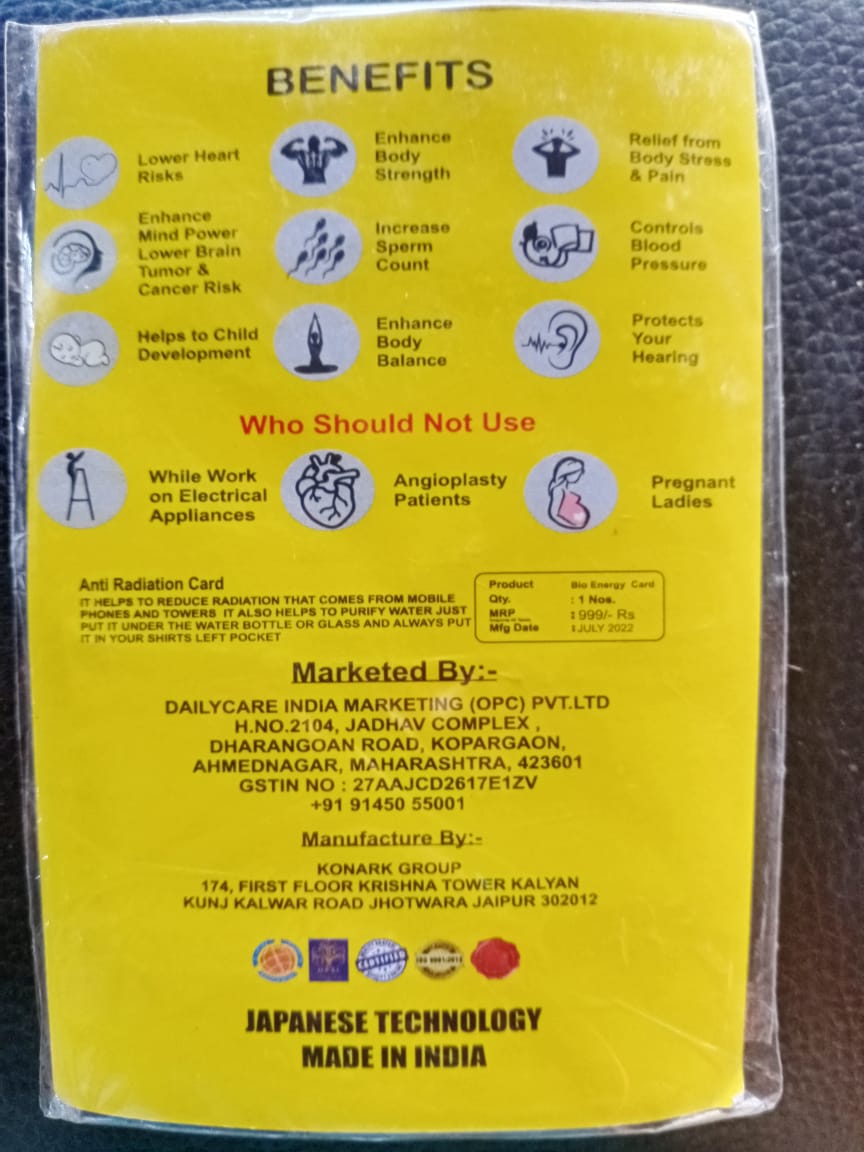 BENEFITS
Lower Heart
Risks
Enhance
Body
Strength
Relief from
Body Stress
& Pain
Enhance
Mind Power
Lower Brain
Tumor &
Cancer Risk
Increase
Sperm
Count
Controls
Blood
Pressure
Helps to Child
Development
Enhance
Body
Balance
Protects
Your
Hearing
Who Should Not Use
While Work
on Electrical
Appliances
Angioplasty
Patients
Pregnant
Ladies
Anti Radiation Card
IT HELPS TO REDUCE RADIATION THAT COMES FROM MOBILE
PHONES AND TOWERS IT ALSO HELPS TO PURIFY WATER JUST
PUT IT UNDER THE WATER BOTTLE OR GLASS AND ALWAYS PUT
IT IN YOUR SHIRTS LEFT POCKET
Product Bio Energy Card
Qty. : 1 Nos.
MRP : 999/- Rs
Mfg Date : JULY 2022
Marketed By:-
DAILYCARE INDIA MARKETING (OPC) PVT.LTD
H.NO.2104, JADHAV COMPLEX ,
DHARANGOAN ROAD, KOPARGAON,
AHMEDNAGAR, MAHARASHTRA, 423601
GSTIN NO : 27AAJCD2617E1ZV
+91 91450 55001
Manufacture By:-
KONARK GROUP
174, FIRST FLOOR KRISHNA TOWER KALYAN
KUNJ KALWAR ROAD JHOTWARA JAIPUR 302012
CERTIFIED
ISO 9001:2015
JAPANESE TECHNOLOGY
MADE IN INDIA